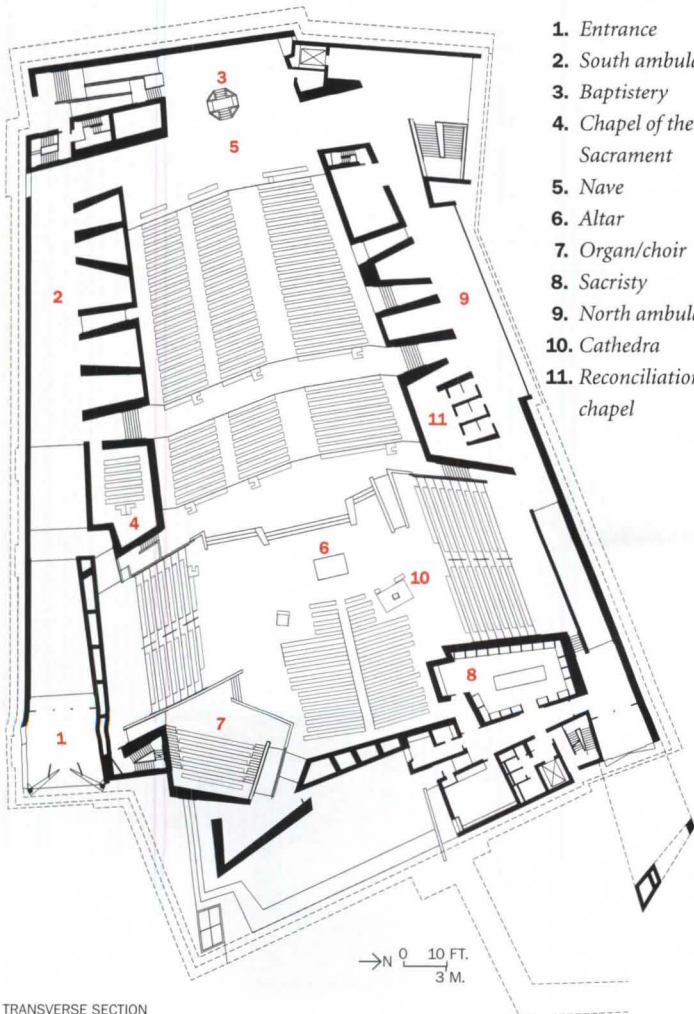 1. Entrance
2. South
3. Baptistery
4. Chapel of the
Sacrament
5. Nave
6. Altar
7. Organ/choir
8. Sacristy
9. North
10. Cathedra
11. Reconciliation
chapel
3
5
2
9
11
4
6
10
8
7
1
N 0 10 FT.
3 M.
TRANSVERSE SECTION